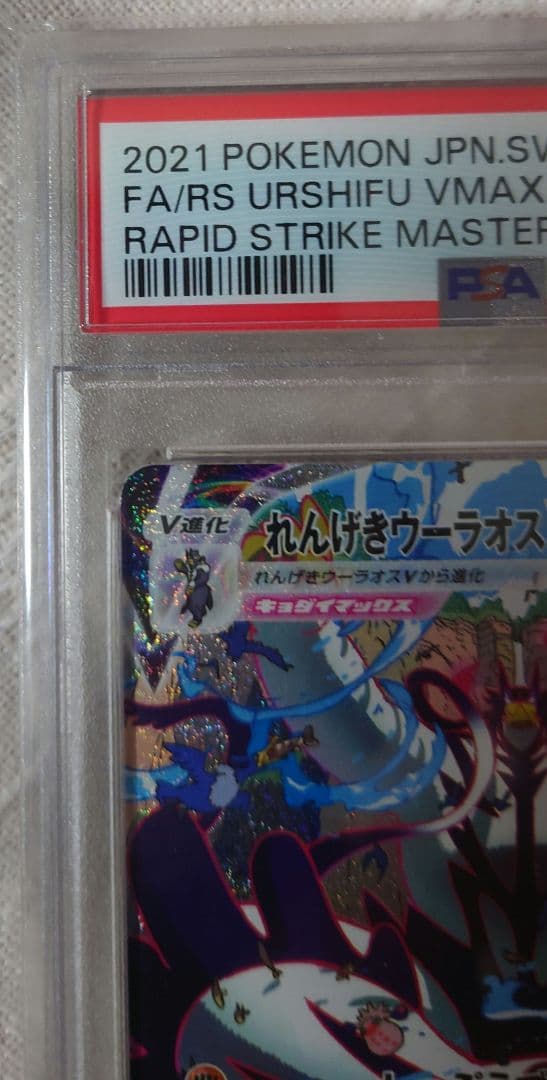 2021 POKEMON JPN.SW
FA/RS URSHIFU VMAX
RAPID STRIKE MASTER
PSA
V進化
れんげきウーラオス
れんげきウーラオスVから進化
キョダイマックス